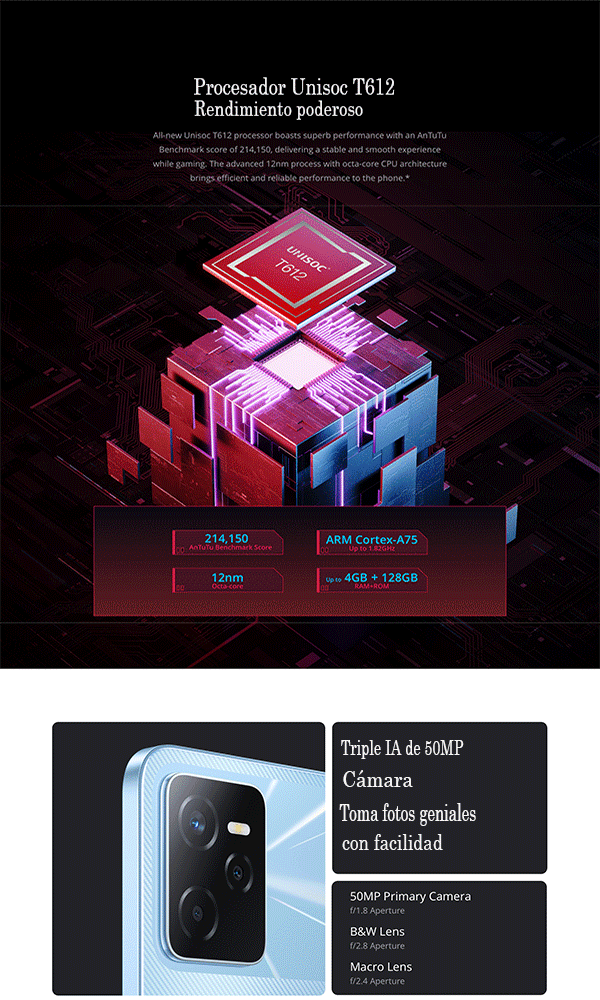 Procesador Unisoc T612
Rendimiento poderoso
All-new Unisoc T612 processor boasts superb performance with an AnTuTu
Benchmark score of 214,150, delivering a stable and smooth experience
while gaming. The advanced 12nm process with octa-core CPU architecture
brings efficient and reliable performance to the phone.*
UNISOC
T612
214,150
AnTuTu Benchmark Score
ARM Cortex-A75
Up to 1.82GHz
12nm
Octa-core
Up to 4GB + 128GB
RAM+ROM
Triple IA de 50MP
Cámara
Toma fotos geniales
con facilidad
50MP Primary Camera
f/1.8 Aperture
B&W Lens
f/2.8 Aperture
Macro Lens
f/2.4 Aperture